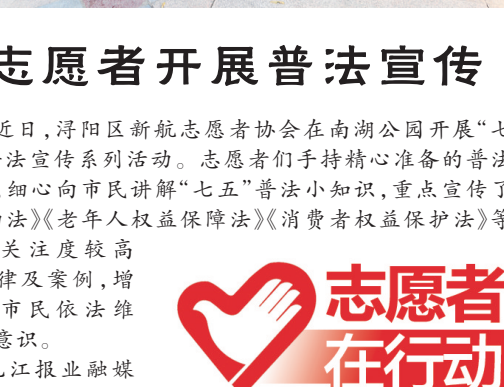 志愿者开展普法宣传
近日，浔阳区新航志愿者协会在南湖公园开展“七
法宣传系列活动。志愿者们手持精心准备的普法
细心向市民讲解“七五”普法小知识，重点宣传了
法》《老年人权益保障法》《消费者权益保护法》等
关注度较高
律及案例，增
市民依法维
意识。
江报业融媒
志愿者
在行动